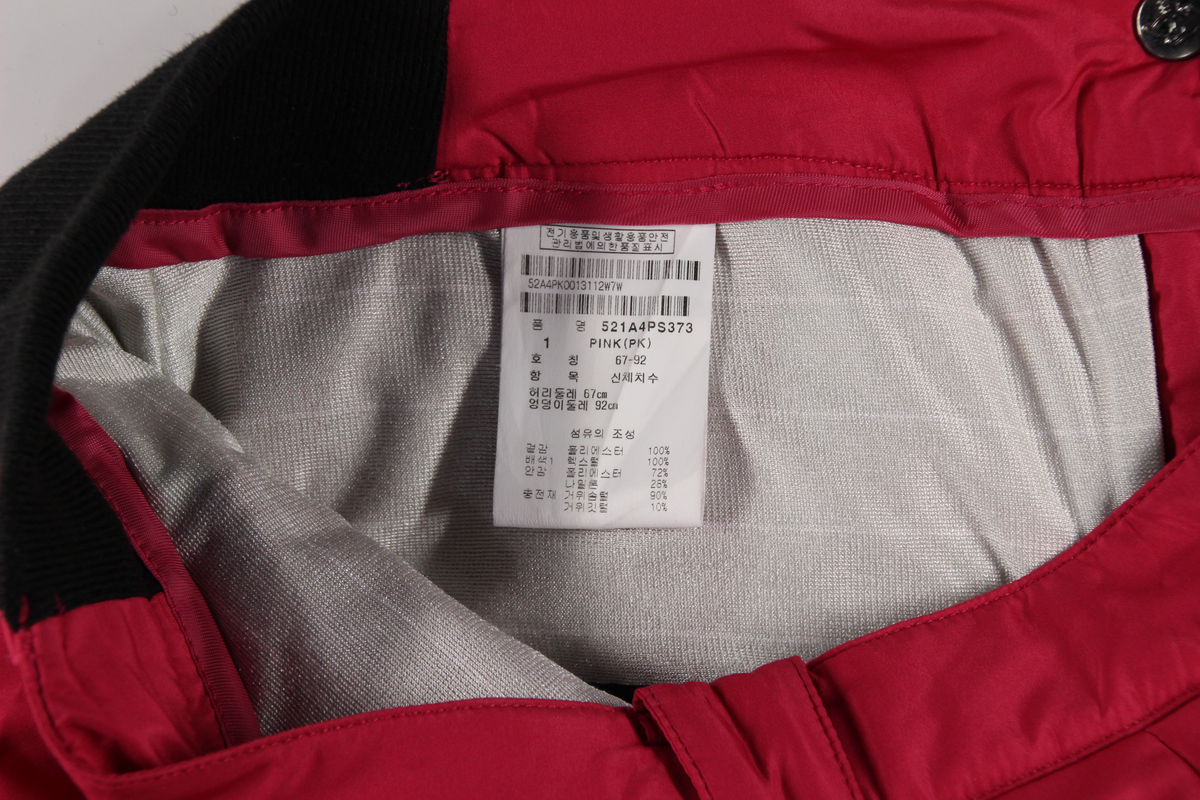 전기용품및생활용품안전
관리법에의한품질표시
52A4PK0013112W7W
품 명 521A4PS373
1 PINK(PK)
호 칭 67-92
항 목 신체치수
허리둘레 67cm
엉덩이둘레 92cm
섬유의 조성
겉감 폴리에스터 100%
배색1 100%
안감 폴리에스터 72%
나일론 28%
충전재 거위솜털 90%
거위깃털 10%